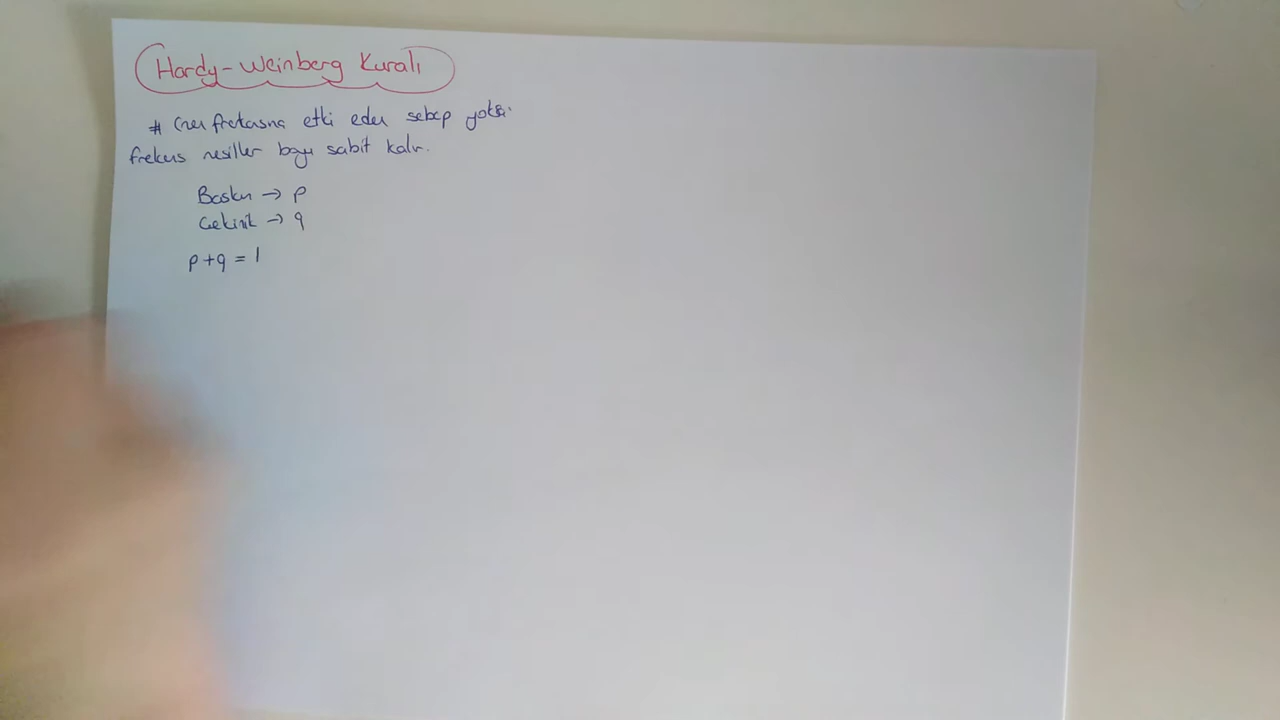 Hardy-Weinberg Kuralı
# Gen frekansına etki eden sebep yoksa
frekans nesiller boyu sabit kalır.
Baskın → p
Çekinik → q
p+q = 1